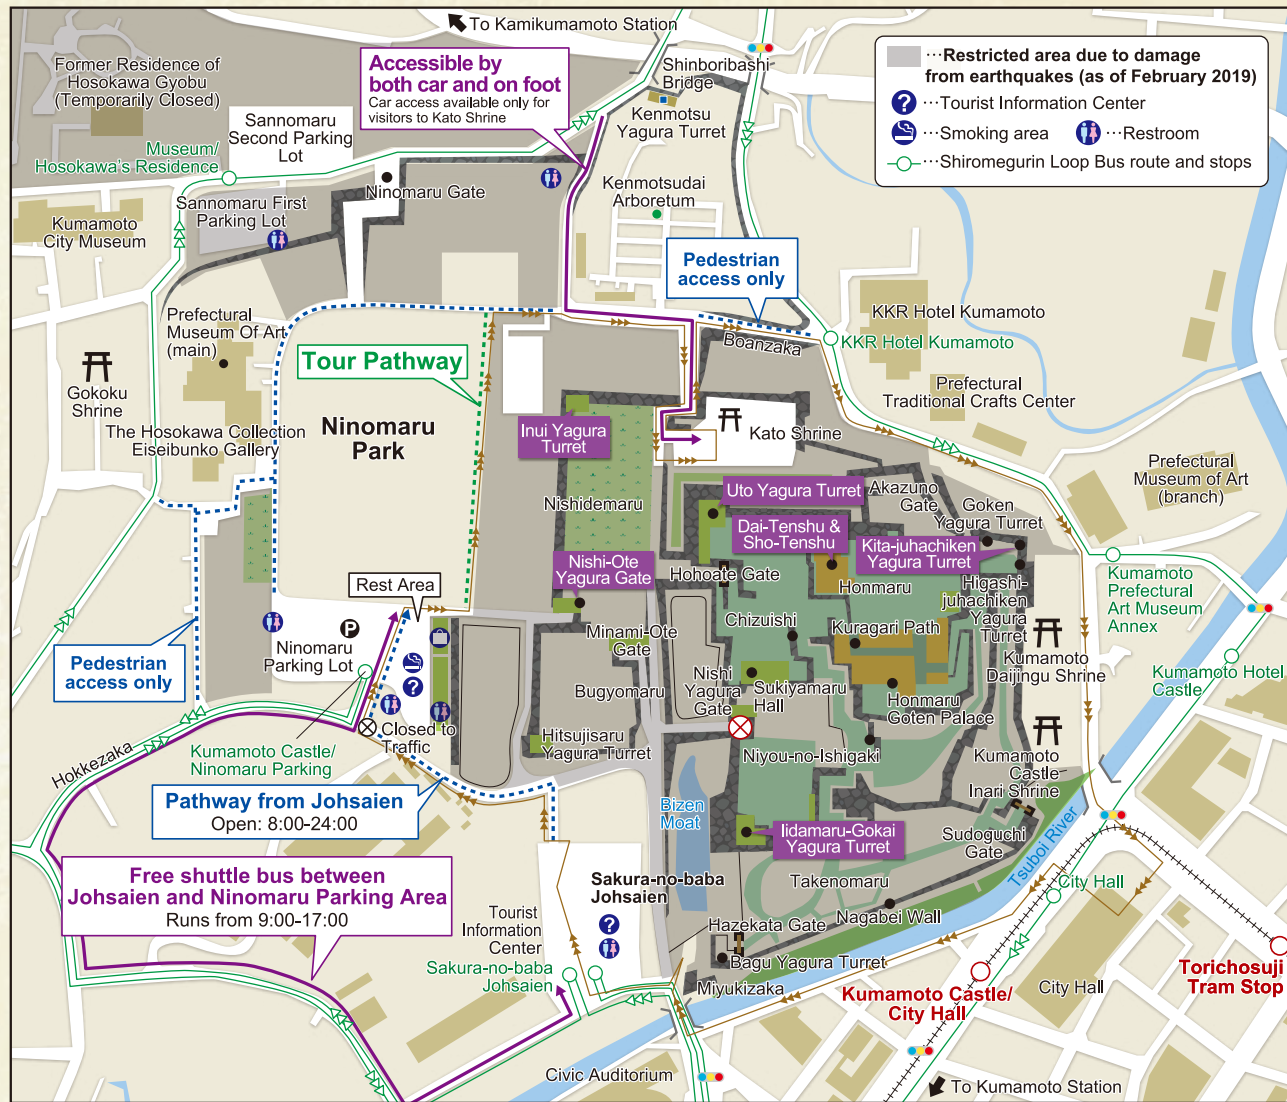 To Kamikumamoto Station
Former Residence of
Hosokawa Gyobu
(Temporarily Closed)
Accessible by
both car and on foot
Car access available only for
visitors to Kato Shrine
Shinboribashi
Bridge
Kenmotsu
Yagura Turret
…Restricted area due to damage
from earthquakes (as of February 2019)
?
…Tourist Information Center
…Smoking area
…Restroom
…Shiromegurin Loop Bus route and stops
Sannomaru
Second Parking
Lot
Museum/
Hosokawa's Residence
Ninomaru Gate
Sannomaru First
Parking Lot
Kenmotsudai
Arboretum
Kumamoto
City Museum
Pedestrian
access only
Prefectural
Museum Of Art
(main)
KKR Hotel Kumamoto
Boanzaka
KKR Hotel Kumamoto
Tour Pathway
Gokoku
Shrine
Prefectural
Traditional Crafts Center
The Hosokawa Collection
Eiseibunko Gallery
Ninomaru
Park
Inui Yagura
Turret
Kato Shrine
Prefectural
Museum of Art
(branch)
Nishidemaru
Uto Yagura Turret
Akazuno
Gate
Goken
Yagura Turret
Dai-Tenshu &
Sho-Tenshu
Kita-juhachiken
Yagura Turret
Nishi-Ote
Yagura Gate
Hohoate Gate
Honmaru
Higashi-
juhachiken
Yagura
Turret
Kumamoto
Prefectural
Art Museum
Annex
Rest Area
Chizuishi
Kuragari Path
P
Ninomaru
Parking Lot
Minami-Ote
Gate
Kumamoto
Daijingu Shrine
Kumamoto Hotel
Castle
Pedestrian
access only
?
Bugyomaru
Nishi
Yagura
Gate
Sukiyamaru
Hall
Honmaru
Goten Palace
Closed to
Traffic
Hitsujisaru
Yagura Turret
Niyou-no-Ishigaki
Kumamoto
Castle
Inari Shrine
Hokkezaka
Kumamoto Castle/
Ninomaru Parking
Pathway from Johsaien
Open: 8:00-24:00
Bizen
Moat
Iidamaru-Gokai
Yagura Turret
Sudoguchi
Gate
Tsuboi River
Free shuttle bus between
Johsaien and Ninomaru Parking Area
Runs from 9:00-17:00
Sakura-no-baba
Johsaien
?
Takenomaru
Nagabei Wall
City Hall
Tourist
Information
Center
Hazekata Gate
Sakura-no-baba
Johsaien
Bagu Yagura Turret
Miyukizaka
Kumamoto Castle/
City Hall
City Hall
Torichosuji
Tram Stop
Civic Auditorium
To Kumamoto Station